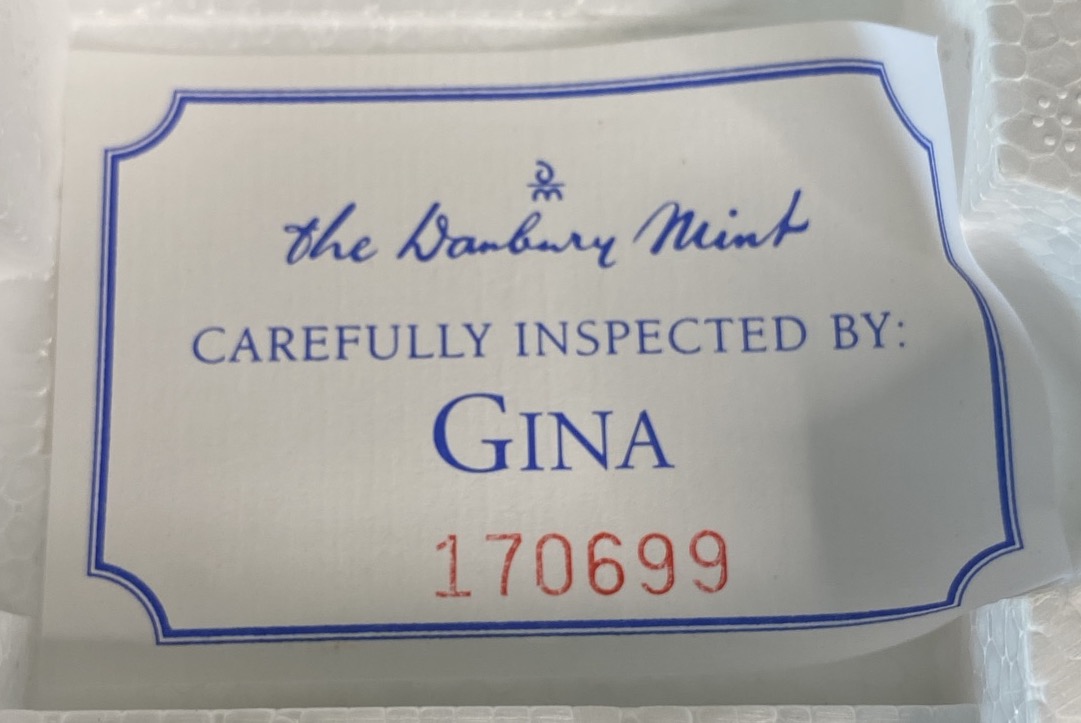 the Danbury Mint
CAREFULLY INSPECTED BY:
GINA
170699